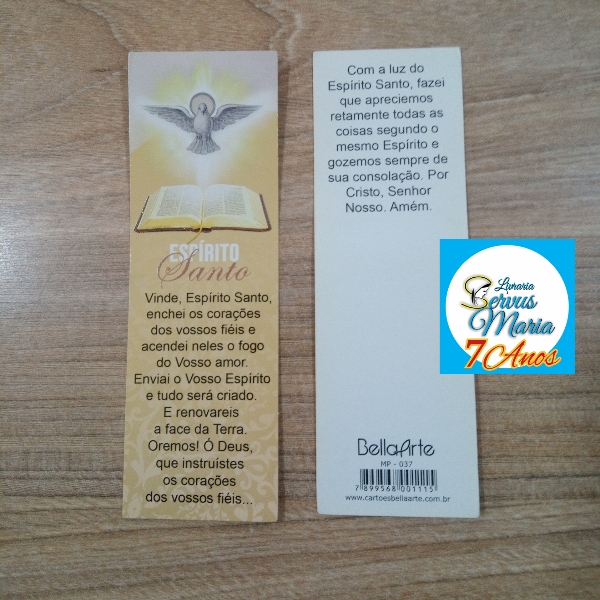 ESPÍRITO
Santo
Vinde, Espírito Santo,
enchei os corações
dos vossos fiéis e
acendei neles o fogo
do Vosso amor.
Enviai o Vosso Espírito
e tudo será criado.
E renovareis
a face da Terra.
Oremos! Ó Deus,
que instruístes
os corações
dos vossos fiéis...
Com a luz do
Espírito Santo, fazei
que apreciemos
retamente todas as
coisas segundo o
mesmo Espírito e
gozemos sempre de
sua consolação. Por
Cristo, Senhor
Nosso. Amém.
BellaArte
MP - 037
7 899568 001115
www.cartoesbellaarte.com.br
Livraria
Servus
Maria
7 Anos